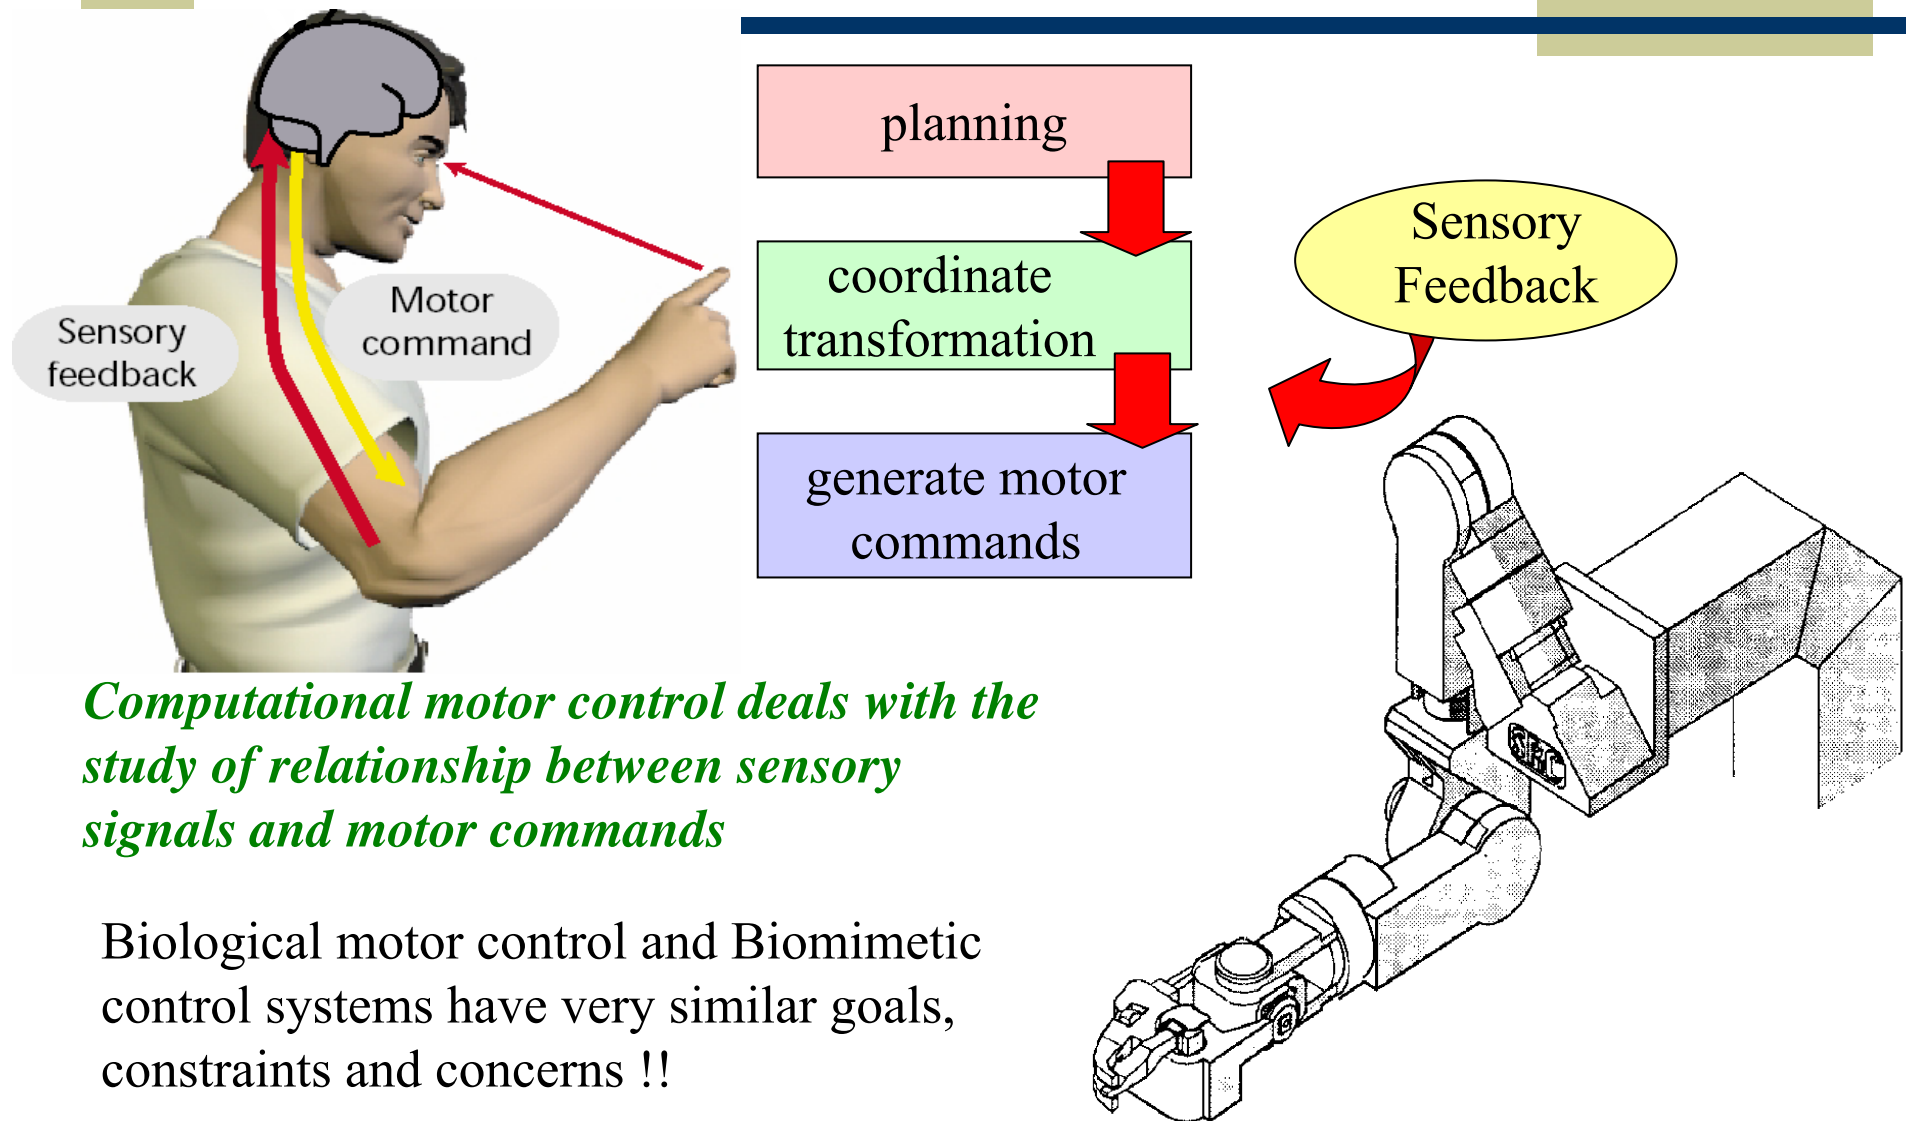 Sensory
feedback
Motor
command
planning
coordinate
transformation
generate motor
commands
Sensory
Feedback
SRC
Computational motor control deals with the
study of relationship between sensory
signals and motor commands
Biological motor control and Biomimetic
control systems have very similar goals,
constraints and concerns !!